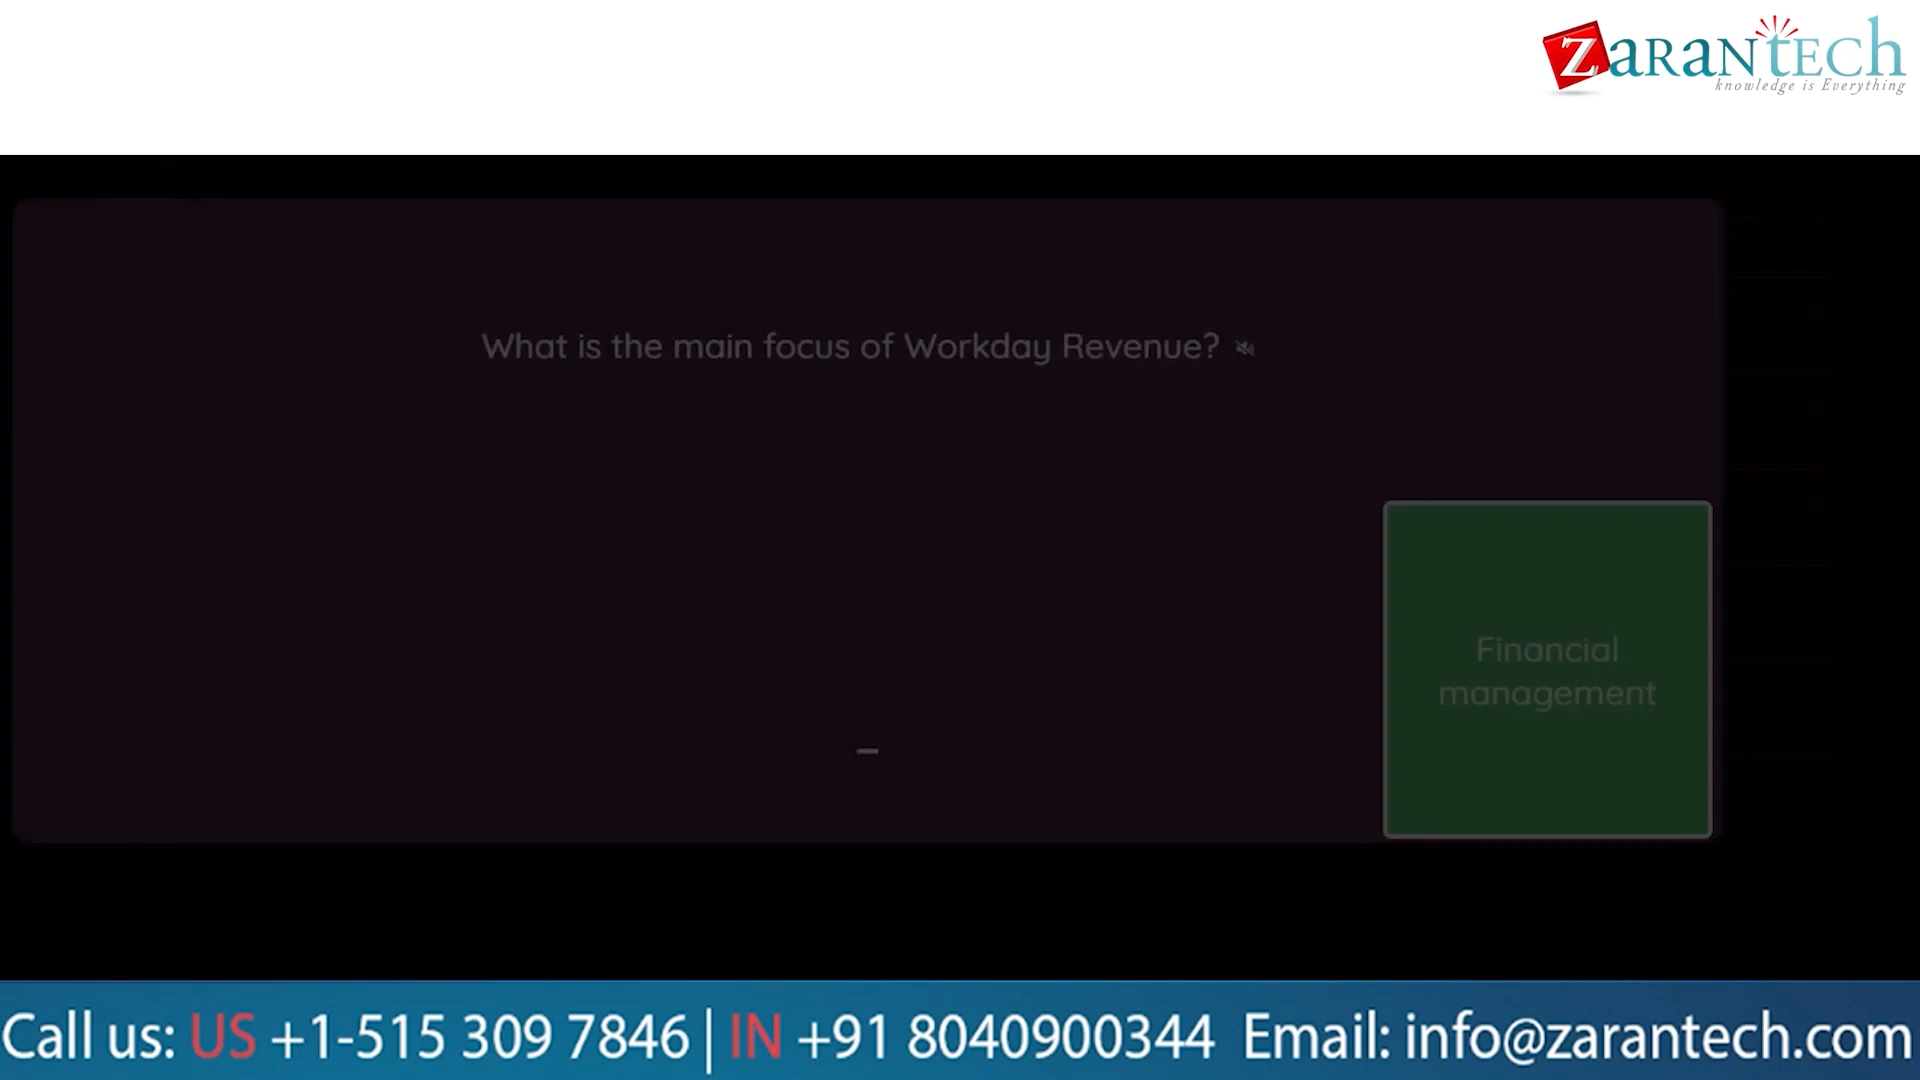 ZaranTech
knowledge is Everything
What is the main focus of Workday Revenue?
Financial
management
Call us: US +1-515 309 7846 | IN +91 8040900344 Email: info@zarantech.com